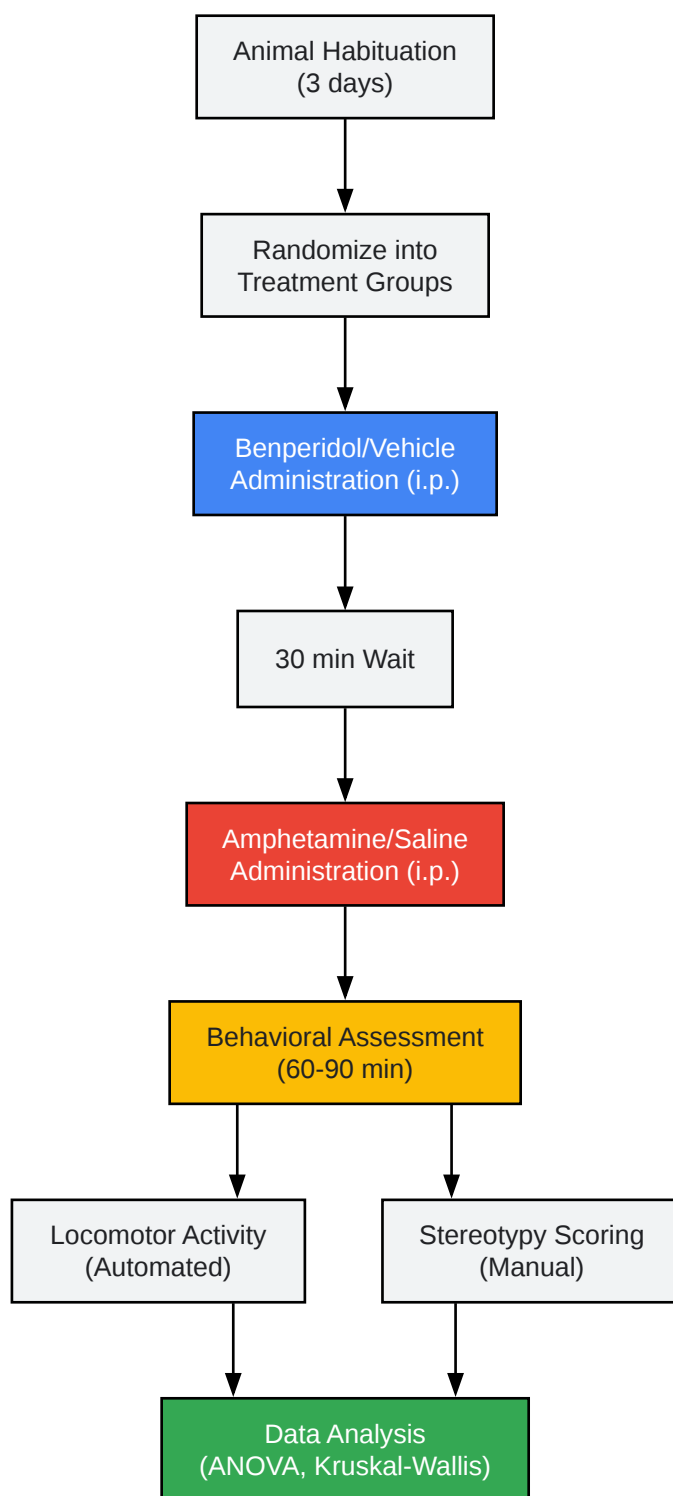 Animal Habituation
(3 days)
Randomize into
Treatment Groups
Benperidol/Vehicle
Administration (i.p.)
30 min Wait
Amphetamine/Saline
Administration (i.p.)
Behavioral Assessment
(60-90 min)
Locomotor Activity
(Automated)
Stereotypy Scoring
(Manual)
Data Analysis
(ANOVA, Kruskal-Wallis)